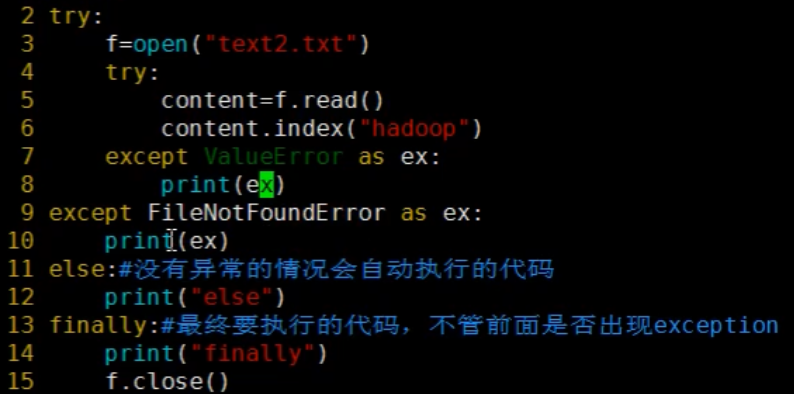 2 try:
3     f=open("text2.txt")
4     try:
5         content=f.read()
6         content.index("hadoop")
7     except ValueError as ex:
8         print(ex)
9 except FileNotFoundError as ex:
10     print(ex)
11 else:#没有异常的情况会自动执行的代码
12     print("else")
13 finally:#最终要执行的代码，不管前面是否出现exception
14     print("finally")
15     f.close()